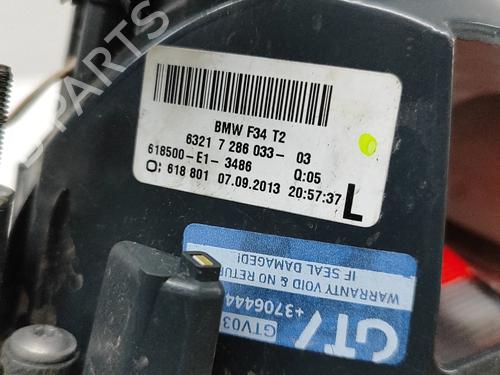 BMW F34 T2
6321 7 286 033- 03
618500-E1- 3486 Q:05
O: 618 801 07.09.2013 20:57:37
L
WARRANTY VOID & NO RETURN
IF SEAL DAMAGED!
GT
+3706444
GTV03
B-Parts